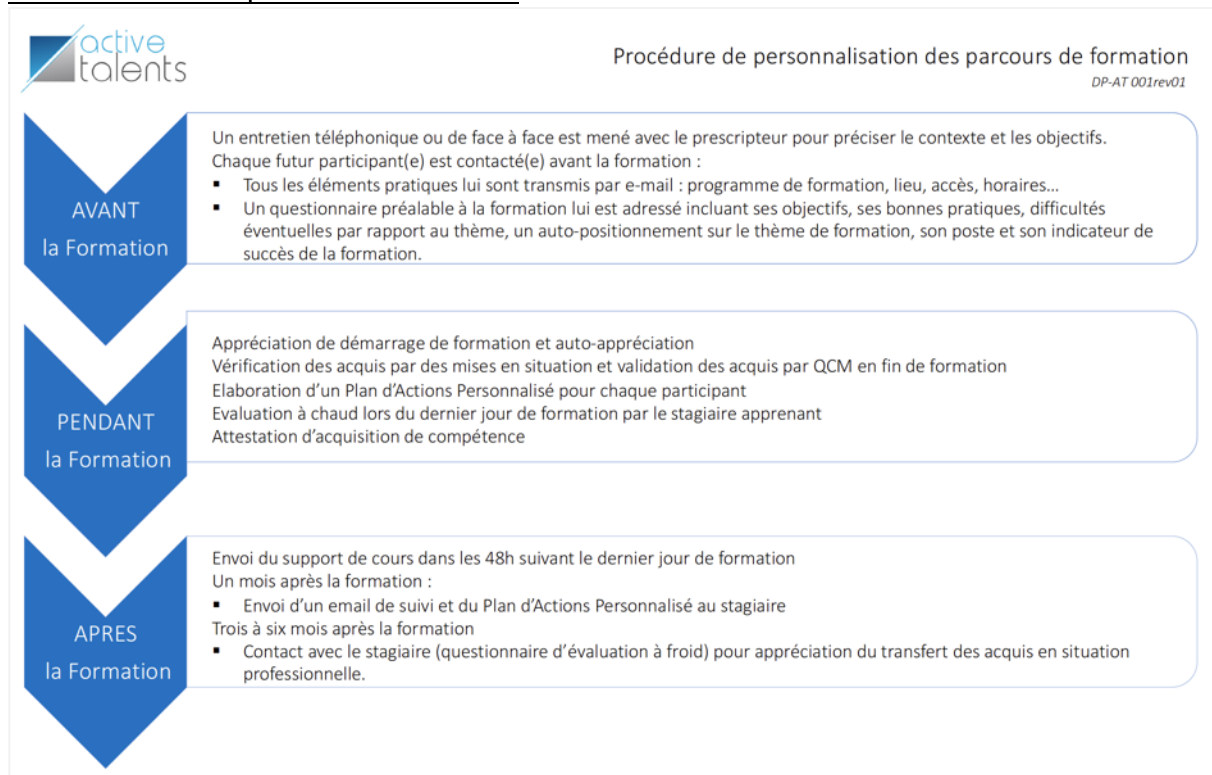 active
talents
Procédure de personnalisation des parcours de formation
DP-AT 001rev01
AVANT
la Formation
Un entretien téléphonique ou de face à face est mené avec le prescripteur pour préciser le contexte et les objectifs.
Chaque futur participant(e) est contacté(e) avant la formation :
▪ Tous les éléments pratiques lui sont transmis par e-mail : programme de formation, lieu, accès, horaires…
▪ Un questionnaire préalable à la formation lui est adressé incluant ses objectifs, ses bonnes pratiques, difficultés
éventuelles par rapport au thème, un auto-positionnement sur le thème de formation, son poste et son indicateur de
succès de la formation.
PENDANT
la Formation
Appréciation de démarrage de formation et auto-appréciation
Vérification des acquis par des mises en situation et validation des acquis par QCM en fin de formation
Elaboration d'un Plan d'Actions Personnalisé pour chaque participant
Evaluation à chaud lors du dernier jour de formation par le stagiaire apprenant
Attestation d'acquisition de compétence
APRES
la Formation
Envoi du support de cours dans les 48h suivant le dernier jour de formation
Un mois après la formation :
▪ Envoi d'un email de suivi et du Plan d'Actions Personnalisé au stagiaire
Trois à six mois après la formation
▪ Contact avec le stagiaire (questionnaire d'évaluation à froid) pour appréciation du transfert des acquis en situation
professionnelle.